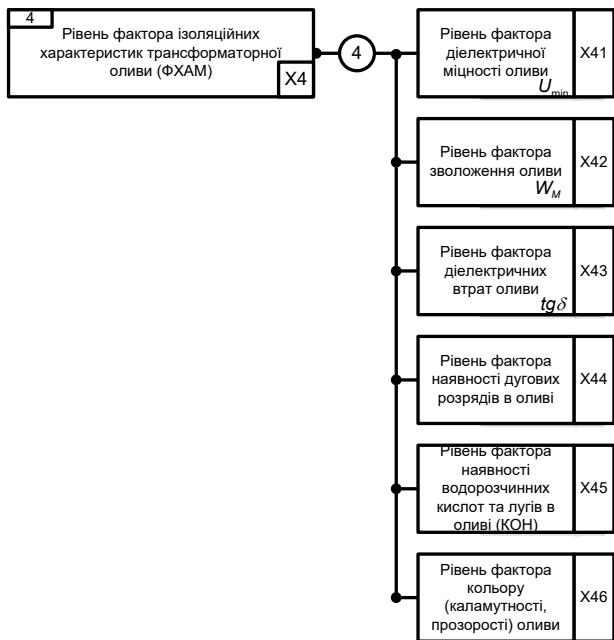 4
Рівень фактора ізоляційних
характеристик трансформаторної
оливи (ФХАМ)
X4
4
Рівень фактора
діелектричної
міцності оливи
U min
X41
Рівень фактора
зволоження оливи
W M
X42
Рівень фактора
діелектричних
втрат оливи
tgδ
X43
Рівень фактора
наявності дугових
розрядів в оливі
X44
Рівень фактора
наявності
водорозчинних
кислот та лугів в
оливі (КОН)
X45
Рівень фактора
кольору
(каламутності,
прозорості) оливи
X46